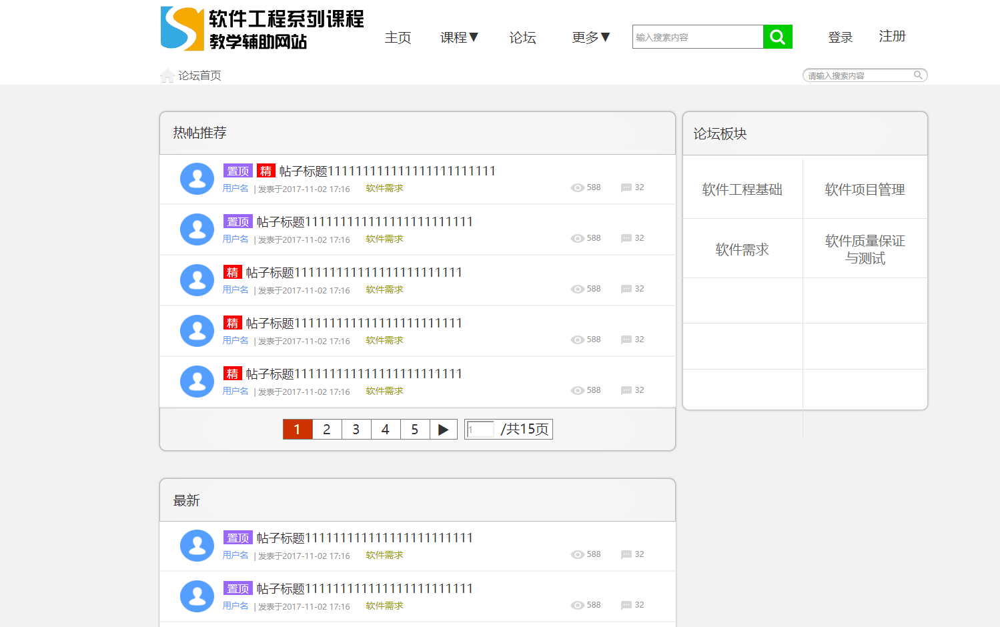 软件工程系列课程
教学辅助网站
主页 课程▼ 论坛 更多▼ 输入搜索内容 登录 注册
论坛首页 请输入搜索内容
热帖推荐
置顶 精 帖子标题111111111111111111111111
用户名 | 发表于2017-11-02 17:16 软件需求 588 32
置顶 帖子标题111111111111111111111111
用户名 | 发表于2017-11-02 17:16 软件需求 588 32
精 帖子标题111111111111111111111111
用户名 | 发表于2017-11-02 17:16 软件需求 588 32
精 帖子标题111111111111111111111111
用户名 | 发表于2017-11-02 17:16 软件需求 588 32
精 帖子标题111111111111111111111111
用户名 | 发表于2017-11-02 17:16 软件需求 588 32
1 2 3 4 5 ▶ 1 /共15页
论坛板块
软件工程基础 软件项目管理
软件需求 软件质量保证
与测试
最新
置顶 帖子标题111111111111111111111111
用户名 | 发表于2017-11-02 17:16 软件需求 588 32
置顶 帖子标题111111111111111111111111
用户名 | 发表于2017-11-02 17:16 软件需求 588 32